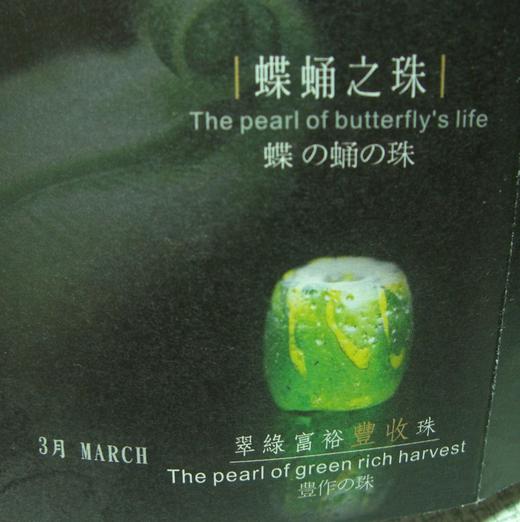 蝶蛹之珠
The pearl of butterfly's life
蝶の蛹の珠
3月 MARCH
翠綠富裕豐收珠
The pearl of green rich harvest
豊作の珠